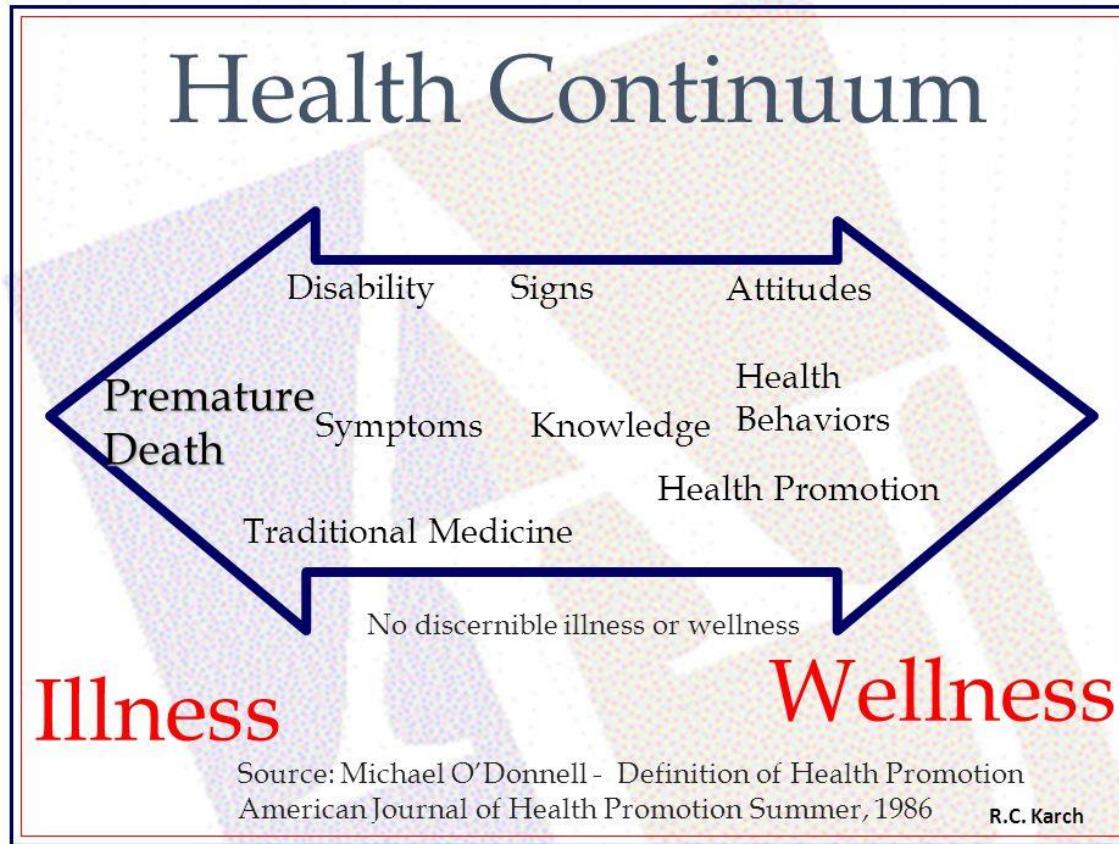 Health Continuum
Disability Signs Attitudes
Premature
Death
Symptoms Knowledge
Health
Behaviors
Health Promotion
Traditional Medicine
No discernible illness or wellness
Illness Wellness
Source: Michael O’Donnell - Definition of Health Promotion
American Journal of Health Promotion Summer, 1986
R.C. Karch